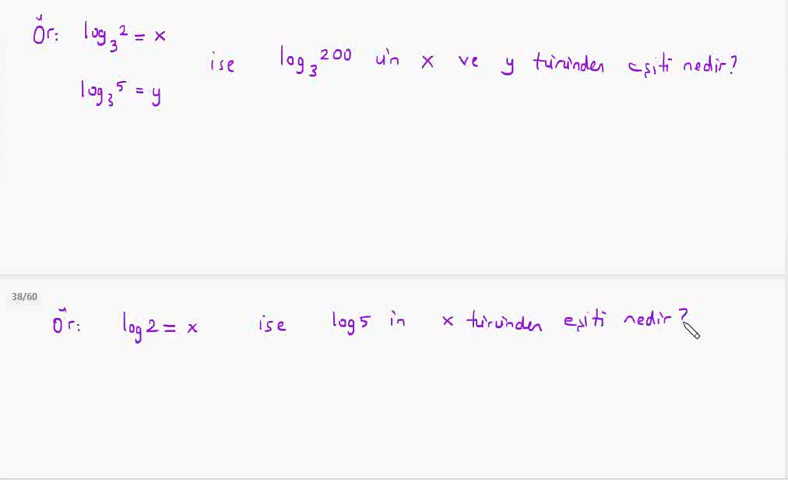 Ör: log₃2 = x
ise log₃200 ün x ve y türünden eşiti nedir?
log₃5 = y
38/60
Ör: log2 = x ise log5 in x türünden eşiti nedir?